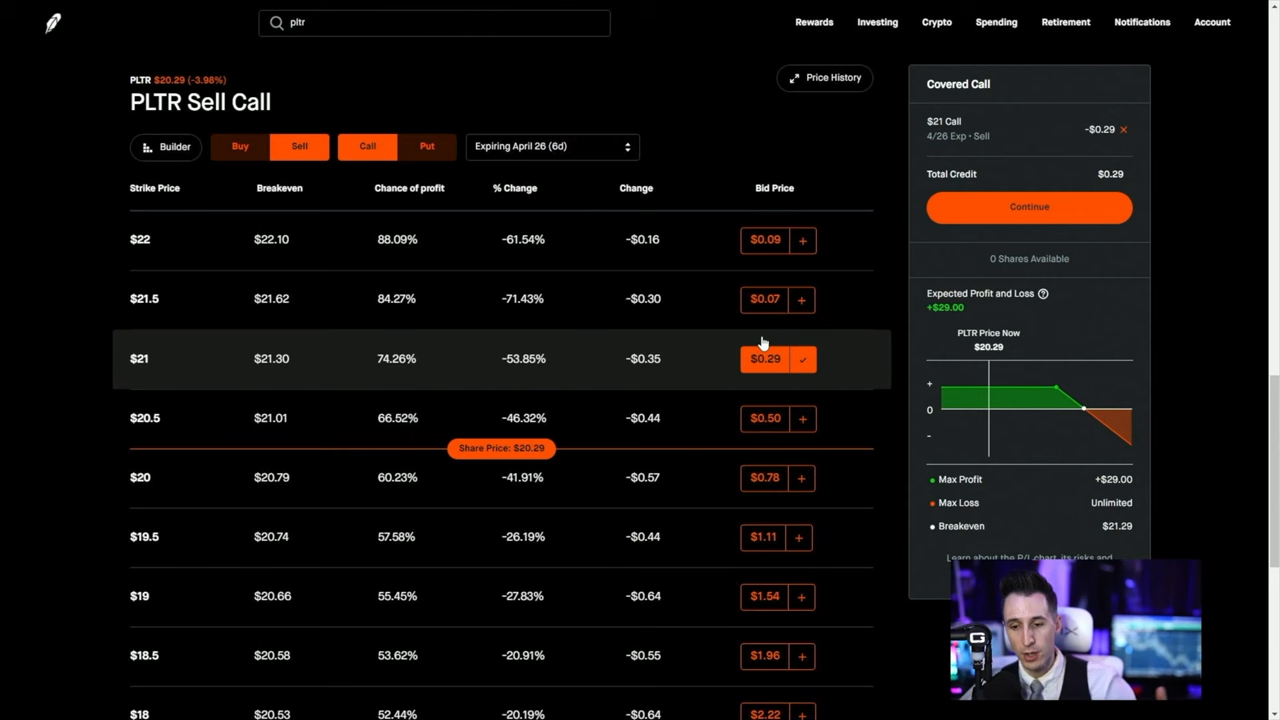 pltr
Rewards Investing Crypto Spending Retirement Notifications Account
PLTR $20.29 (-3.98%)
PLTR Sell Call
Price History
Builder Buy Sell Call Put Expiring April 26 (6d)
Strike Price Breakeven Chance of profit % Change Change Bid Price
$22 $22.10 88.09% -61.54% -$0.16 $0.09 +
$21.5 $21.62 84.27% -71.43% -$0.30 $0.07 +
$21 $21.30 74.26% -53.85% -$0.35 $0.29
$20.5 $21.01 66.52% -46.32% -$0.44 $0.50 +
Share Price: $20.29
$20 $20.79 60.23% -41.91% -$0.57 $0.78 +
$19.5 $20.74 57.58% -26.19% -$0.44 $1.11 +
$19 $20.66 55.45% -27.83% -$0.64 $1.54 +
$18.5 $20.58 53.62% -20.91% -$0.55 $1.96 +
$18 $20.53 52.44% -20.19% -$0.64 $2.22 +
Covered Call
$21 Call
4/26 Exp • Sell
-$0.29 ×
Total Credit $0.29
Continue
0 Shares Available
Expected Profit and Loss ?
+$29.00
PLTR Price Now
$20.29
+
0
-
Max Profit +$29.00
Max Loss Unlimited
Breakeven $21.29
Learn about the P/L chart, its risks and
G